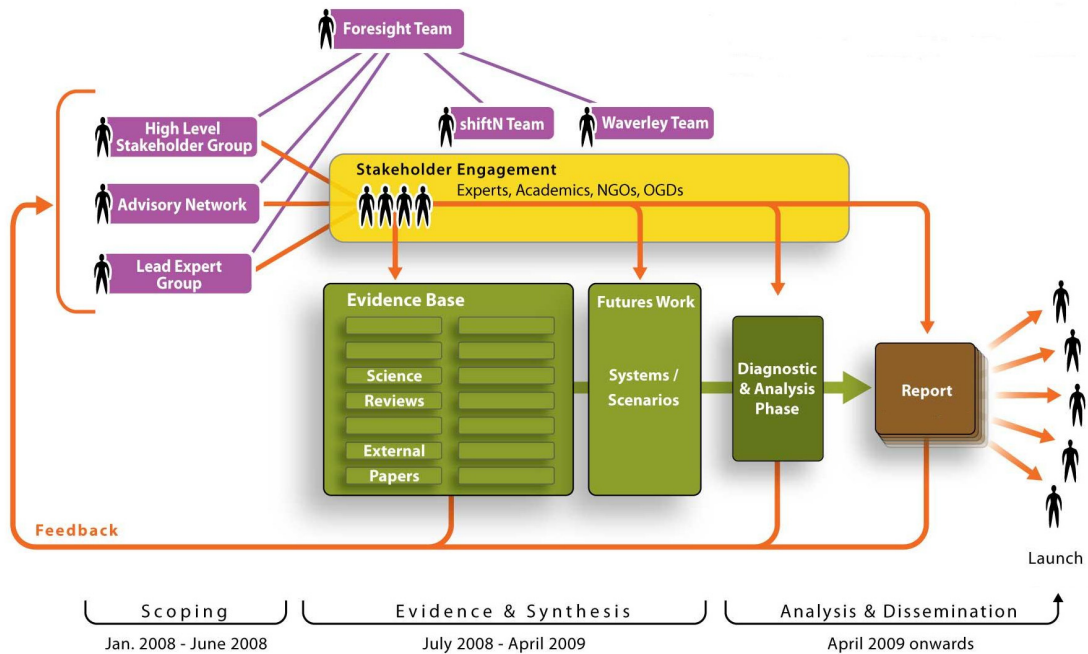 Foresight Team
shiftN Team
Waverley Team
High Level
Stakeholder Group
Advisory Network
Lead Expert
Group
Stakeholder Engagement
Experts, Academics, NGOs, OGDs
Evidence Base
Science
Reviews
External
Papers
Futures Work
Systems /
Scenarios
Diagnostic
& Analysis
Phase
Report
Feedback
Launch
Scoping
Evidence & Synthesis
Analysis & Dissemination
Jan. 2008 - June 2008
July 2008 - April 2009
April 2009 onwards